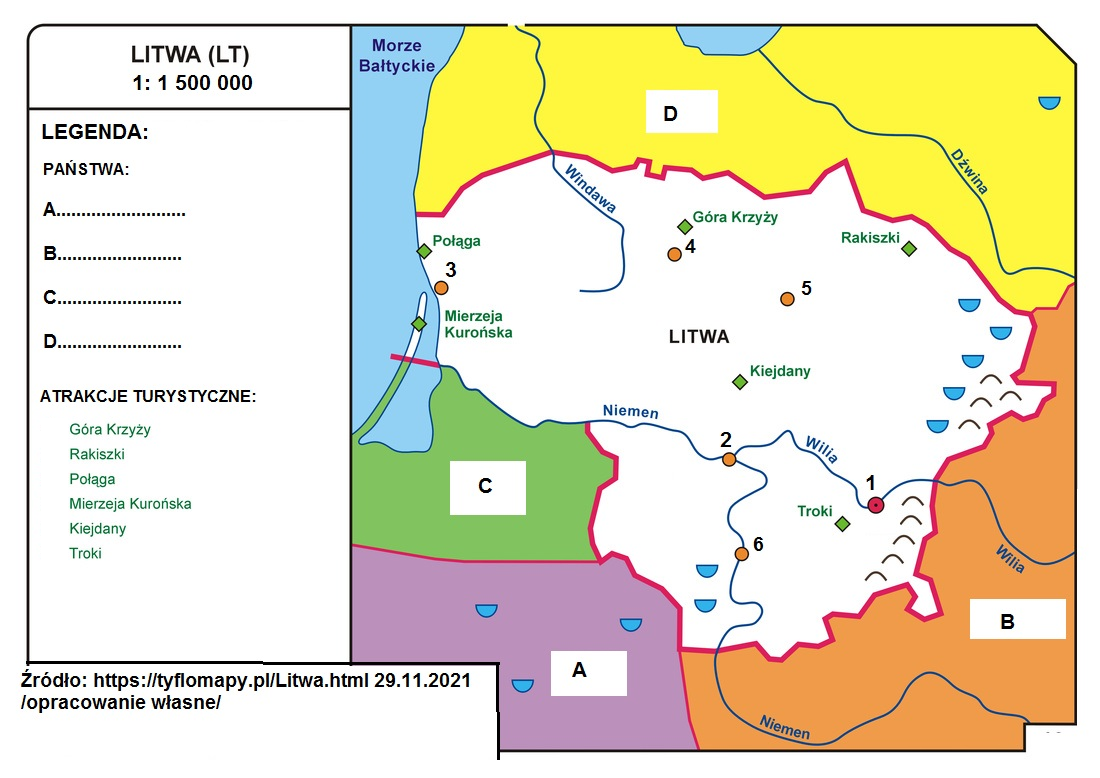 LITWA (LT)
1: 1 500 000
LEGENDA:
PAŃSTWA:
A..........................
B.........................
C.........................
D.........................
ATRAKCJE TURYSTYCZNE:
Góra Krzyży
Rakiszki
Połąga
Mierzeja Kurońska
Kiejdany
Troki
Źródło: https://tyflomapy.pl/Litwa.html 29.11.2021
/opracowanie własne/
Morze
Bałtyckie
D
Dźwina
Windawa
Góra Krzyży
4
Rakiszki
Połąga
3
5
Mierzeja
Kurońska
LITWA
Kiejdany
Niemen
2
Wilia
C
1
Troki
6
Wilia
B
A
Niemen